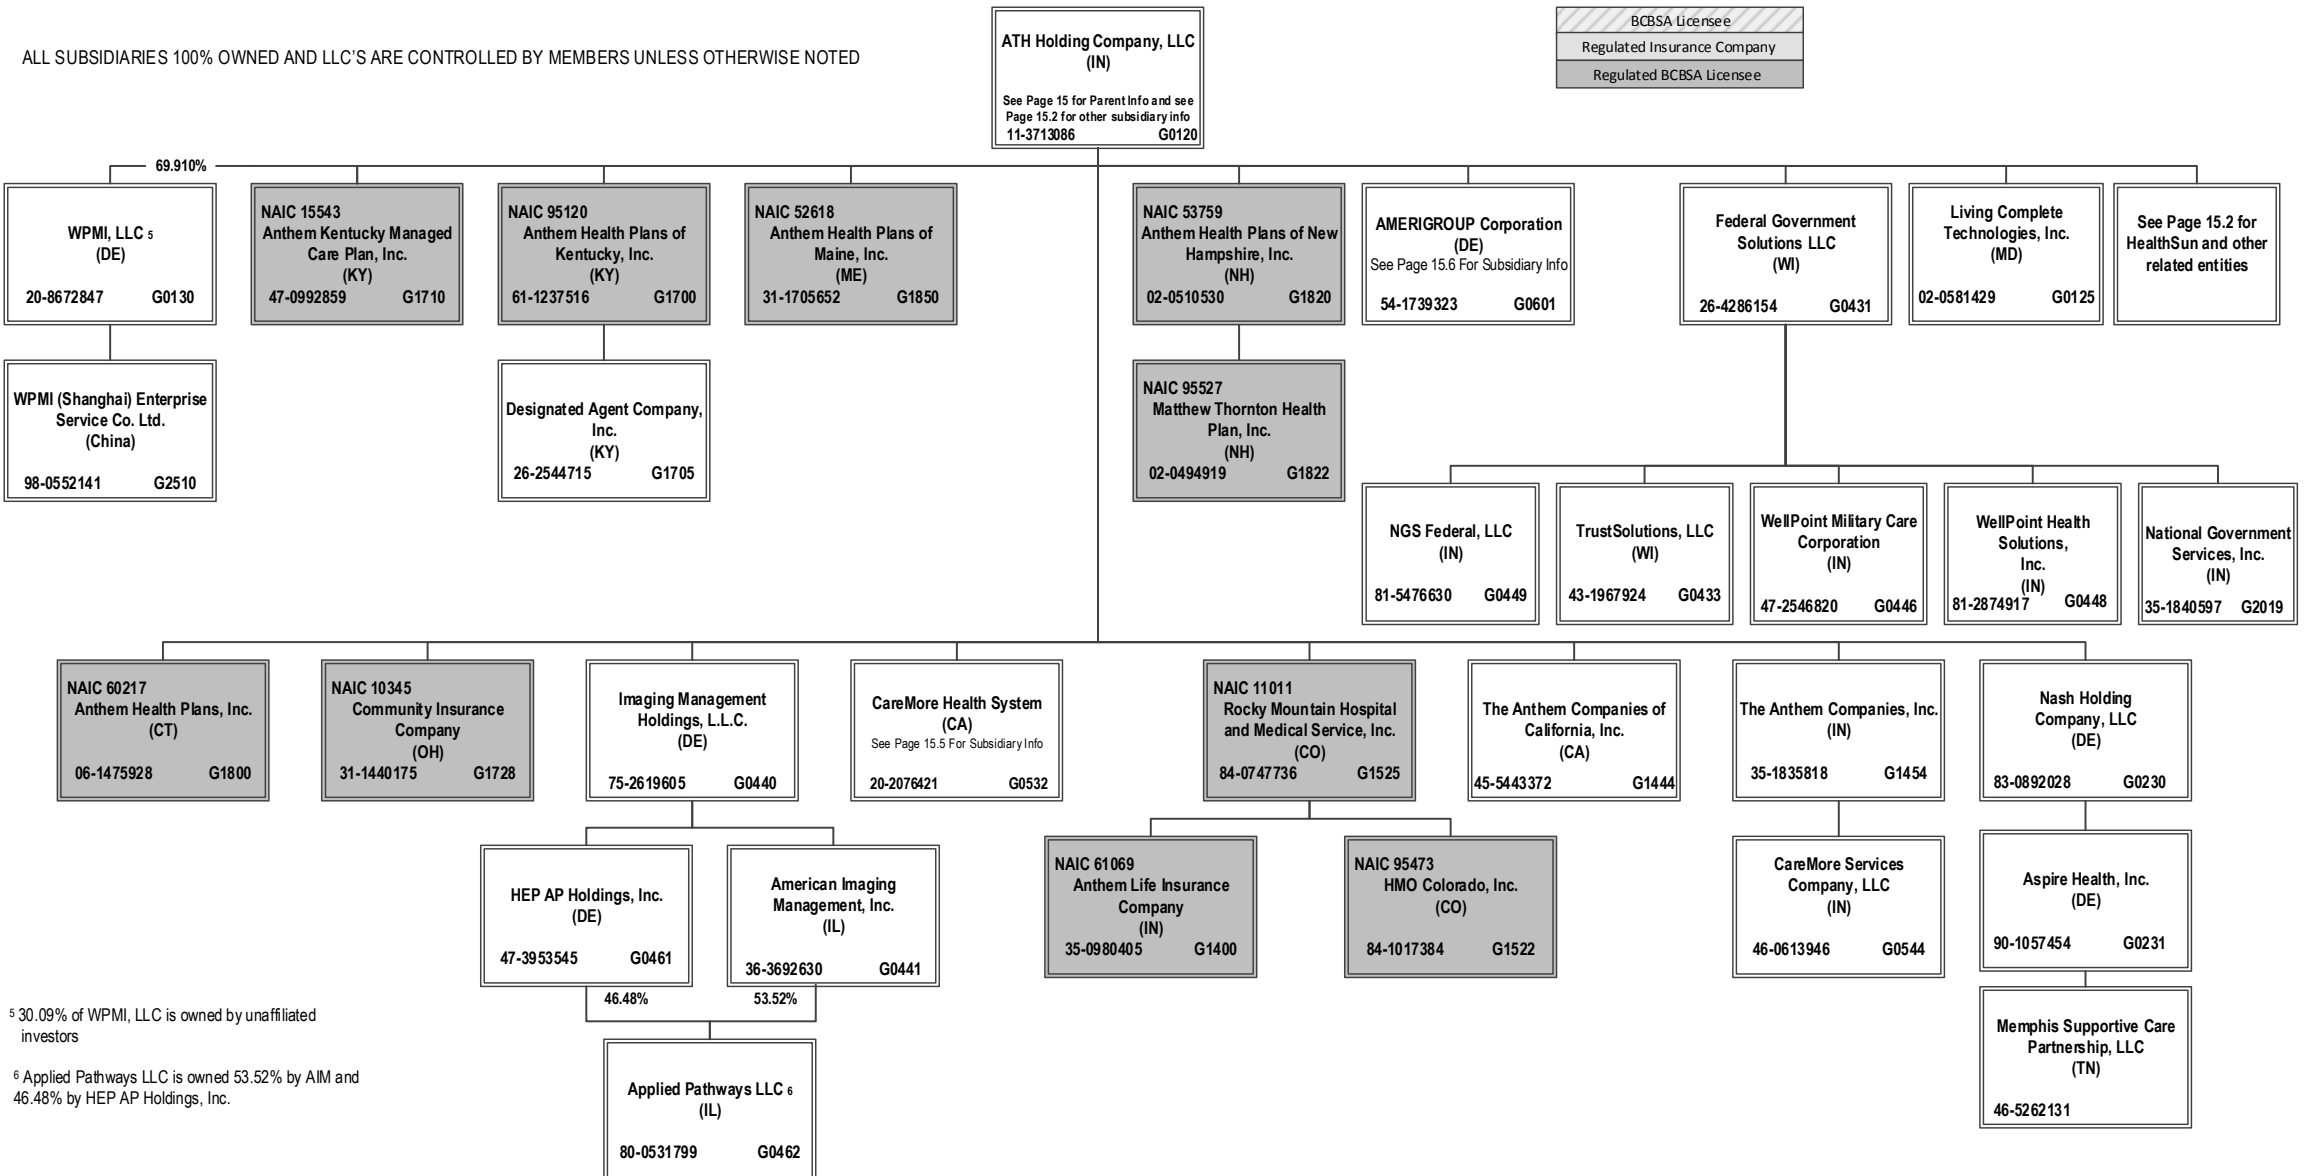 ALL SUBSIDIARIES 100% OWNED AND LLC'S ARE CONTROLLED BY MEMBERS UNLESS OTHERWISE NOTED
ATH Holding Company, LLC
(IN)
See Page 15 for Parent Info and see
Page 15.2 for other subsidiary info
11-3713086 G0120
BCBSA Licensee
Regulated Insurance Company
Regulated BCBSA Licensee
69.910%
WPMI, LLC 5
(DE)
20-8672847 G0130
NAIC 15543
Anthem Kentucky Managed
Care Plan, Inc.
(KY)
47-0992859 G1710
NAIC 95120
Anthem Health Plans of
Kentucky, Inc.
(KY)
61-1237516 G1700
NAIC 52618
Anthem Health Plans of
Maine, Inc.
(ME)
31-1705652 G1850
NAIC 53759
Anthem Health Plans of New
Hampshire, Inc.
(NH)
02-0510530 G1820
AMERIGROUP Corporation
(DE)
See Page 15.6 For Subsidiary Info
54-1739323 G0601
Federal Government
Solutions LLC
(WI)
26-4286154 G0431
Living Complete
Technologies, Inc.
(MD)
02-0581429 G0125
See Page 15.2 for
HealthSun and other
related entities
WPMI (Shanghai) Enterprise
Service Co. Ltd.
(China)
98-0552141 G2510
Designated Agent Company,
Inc.
(KY)
26-2544715 G1705
NAIC 95527
Matthew Thornton Health
Plan, Inc.
(NH)
02-0494919 G1822
NGS Federal, LLC
(IN)
81-5476630 G0449
TrustSolutions, LLC
(WI)
43-1967924 G0433
WellPoint Military Care
Corporation
(IN)
47-2546820 G0446
WellPoint Health
Solutions,
Inc.
(IN)
81-2874917 G0448
National Government
Services, Inc.
(IN)
35-1840597 G2019
NAIC 60217
Anthem Health Plans, Inc.
(CT)
06-1475928 G1800
NAIC 10345
Community Insurance
Company
(OH)
31-1440175 G1728
Imaging Management
Holdings, L.L.C.
(DE)
75-2619605 G0440
CareMore Health System
(CA)
See Page 15.5 For Subsidiary Info
20-2076421 G0532
NAIC 11011
Rocky Mountain Hospital
and Medical Service, Inc.
(CO)
84-0747736 G1525
The Anthem Companies of
California, Inc.
(CA)
45-5443372 G1444
The Anthem Companies, Inc.
(IN)
35-1835818 G1454
Nash Holding
Company, LLC
(DE)
83-0892028 G0230
HEP AP Holdings, Inc.
(DE)
47-3953545 G0461
American Imaging
Management, Inc.
(IL)
36-3692630 G0441
NAIC 61069
Anthem Life Insurance
Company
(IN)
35-0980405 G1400
NAIC 95473
HMO Colorado, Inc.
(CO)
84-1017384 G1522
CareMore Services
Company, LLC
(IN)
46-0613946 G0544
Aspire Health, Inc.
(DE)
90-1057454 G0231
46.48% 53.52%
Applied Pathways LLC 6
(IL)
80-0531799 G0462
Memphis Supportive Care
Partnership, LLC
(TN)
46-5262131
5 30.09% of WPMI, LLC is owned by unaffiliated
investors
6 Applied Pathways LLC is owned 53.52% by AIM and
46.48% by HEP AP Holdings, Inc.